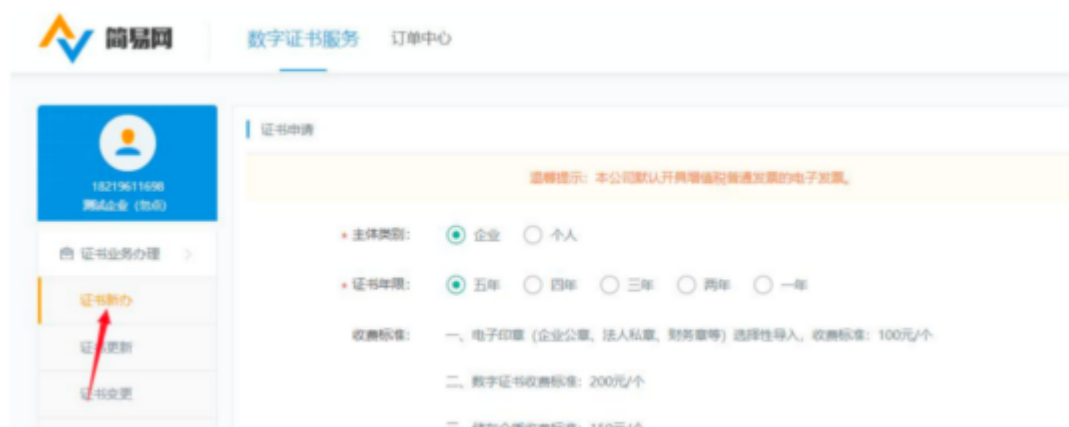 简易网
数字证书服务 订单中心
18219611698
测试企业（勿点）
证书业务办理
证书新办
证书更新
证书变更
证书申请
温馨提示：本公司默认开具增值税普通发票的电子发票。
* 主体类别： 企业 个人
* 证书年限： 五年 四年 三年 两年 一年
收费标准： 一、电子印章（企业公章、法人私章、财务章等）选择性导入，收费标准：100元/个
二、数字证书收费标准：200元/个